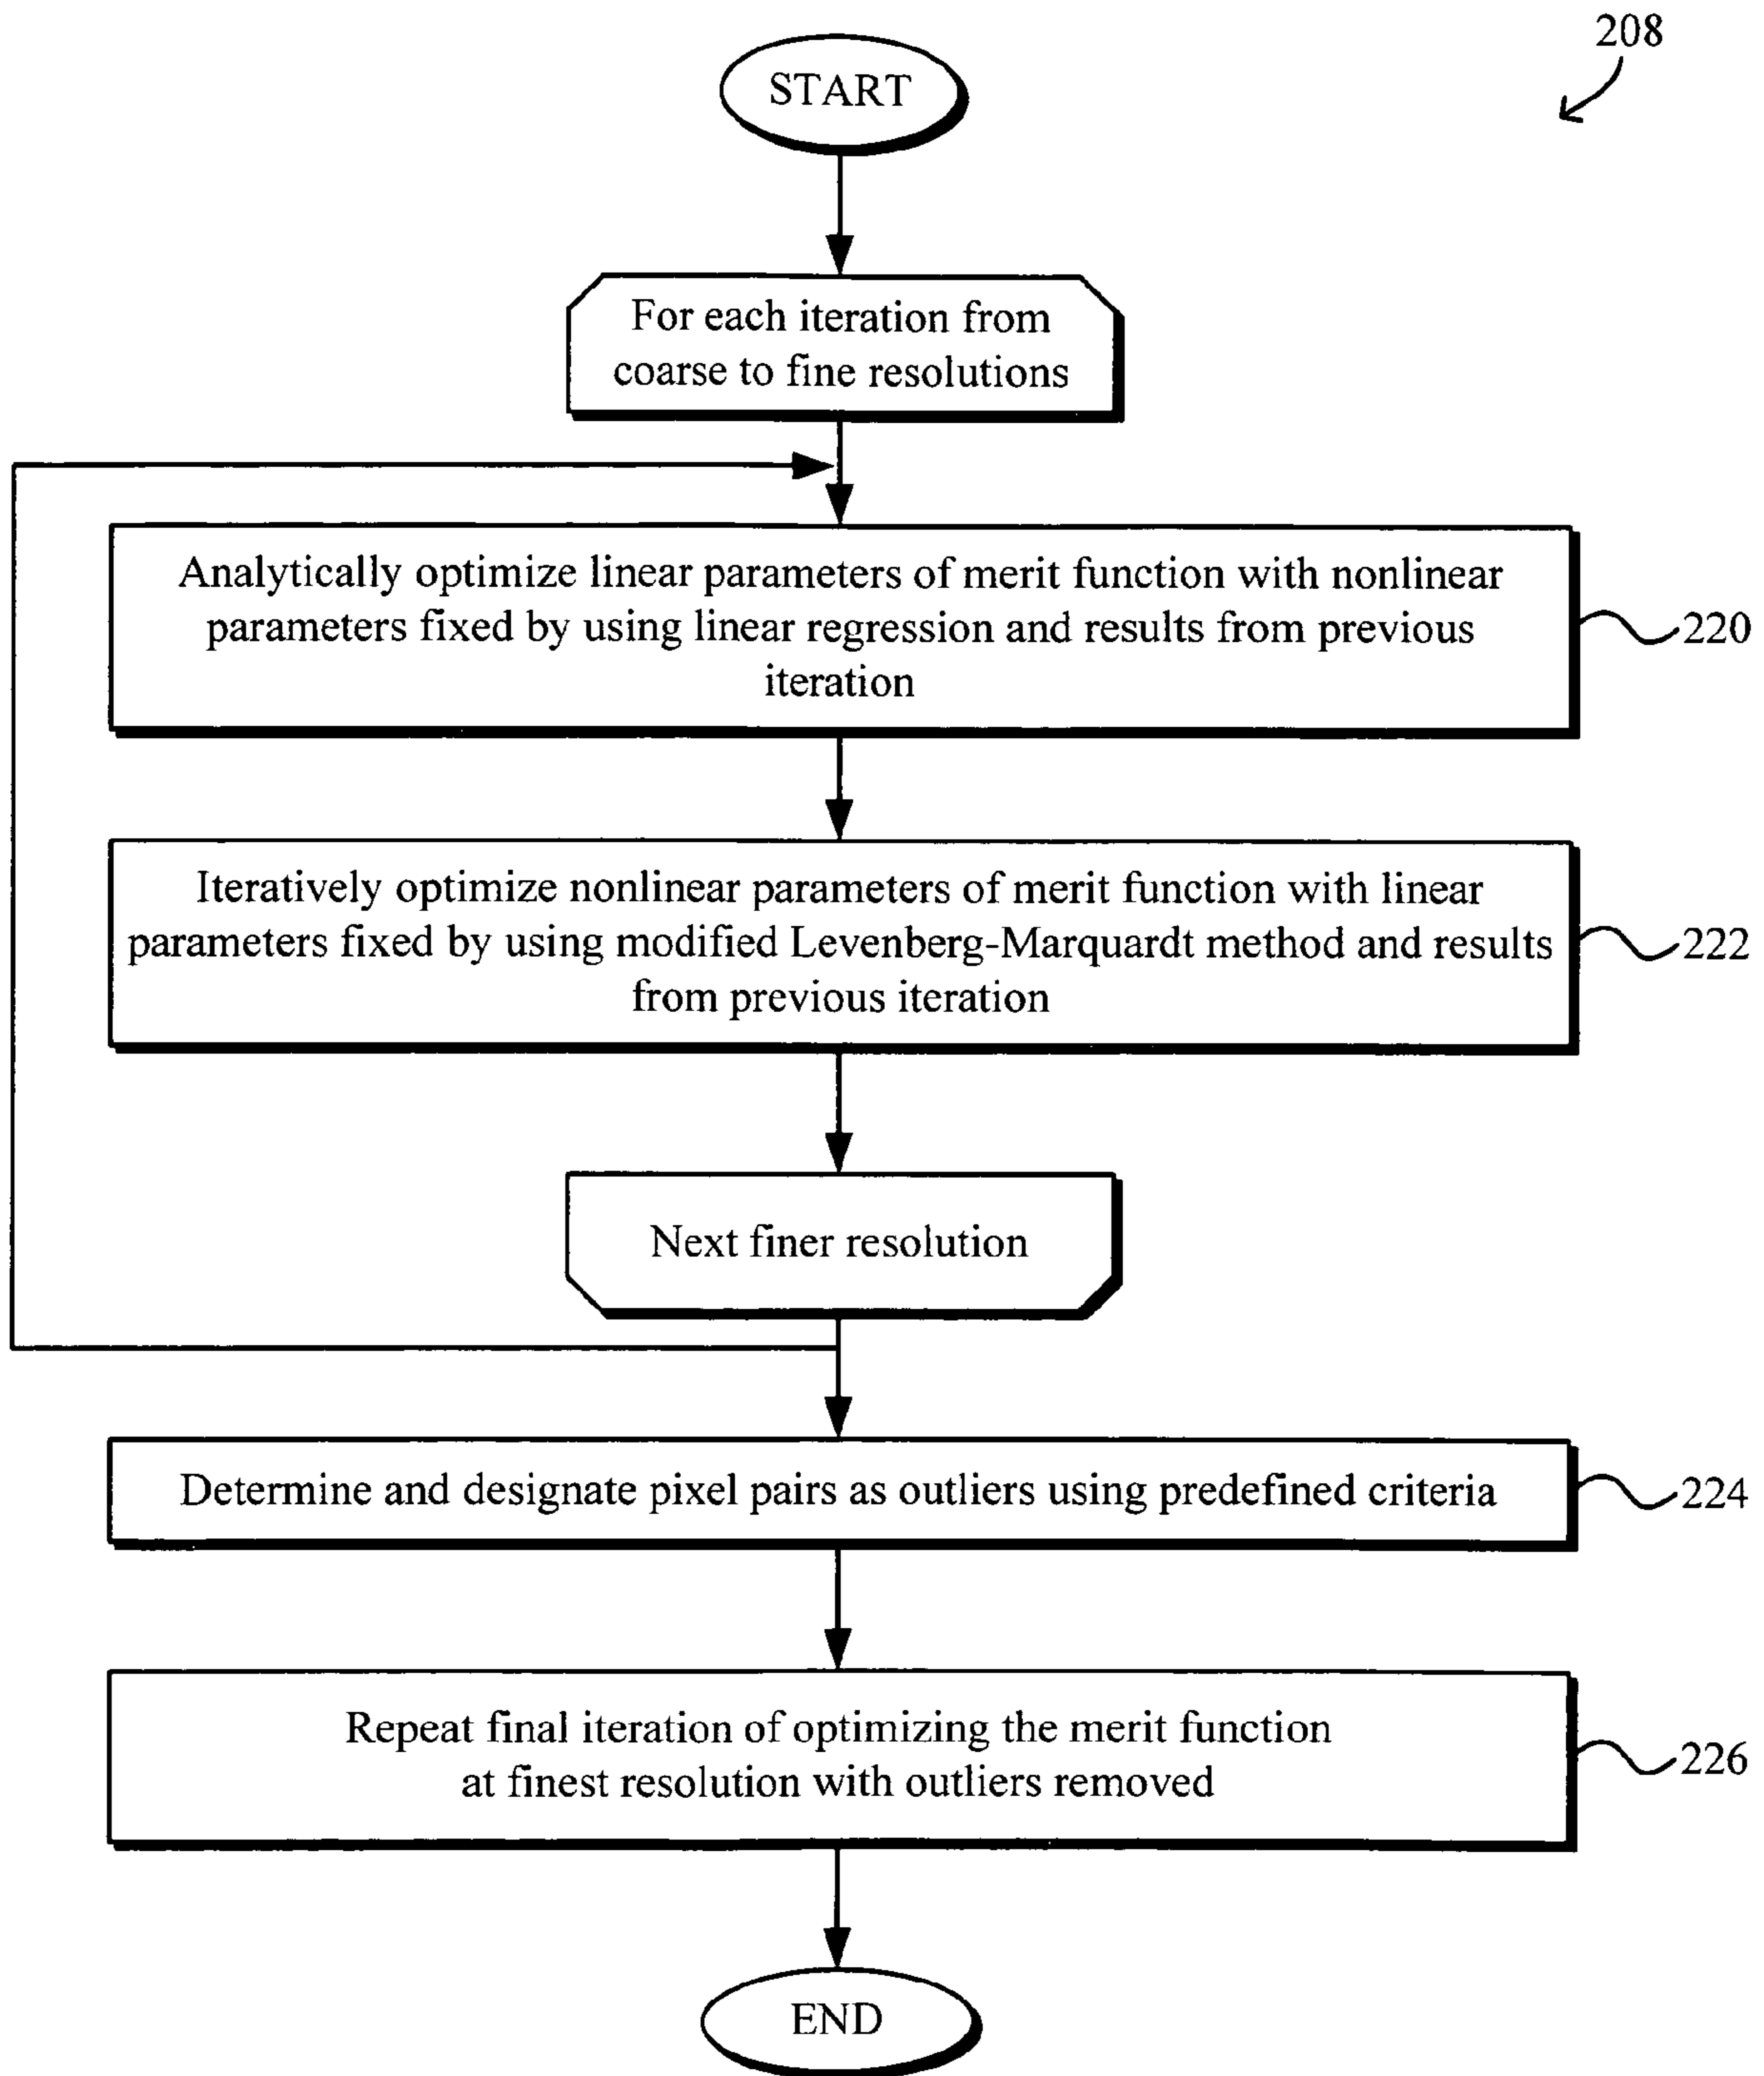 208
START
For each iteration from
coarse to fine resolutions
Analytically optimize linear parameters of merit function with nonlinear
parameters fixed by using linear regression and results from previous
iteration
220
Iteratively optimize nonlinear parameters of merit function with linear
parameters fixed by using modified Levenberg-Marquardt method and results
from previous iteration
222
Next finer resolution
Determine and designate pixel pairs as outliers using predefined criteria
224
Repeat final iteration of optimizing the merit function
at finest resolution with outliers removed
226
END